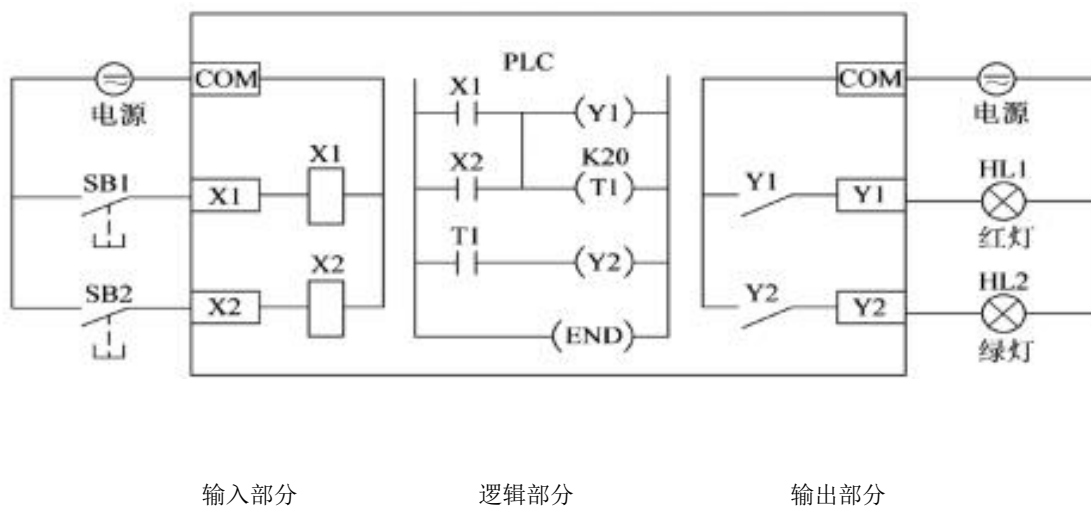 PLC
COM
电源
SB1
X1
X1
SB2
X2
X2
X1
(Y1)
X2
K20
(T1)
T1
(Y2)
(END)
COM
电源
Y1
Y1
HL1
红灯
Y2
Y2
HL2
绿灯
输入部分
逻辑部分
输出部分